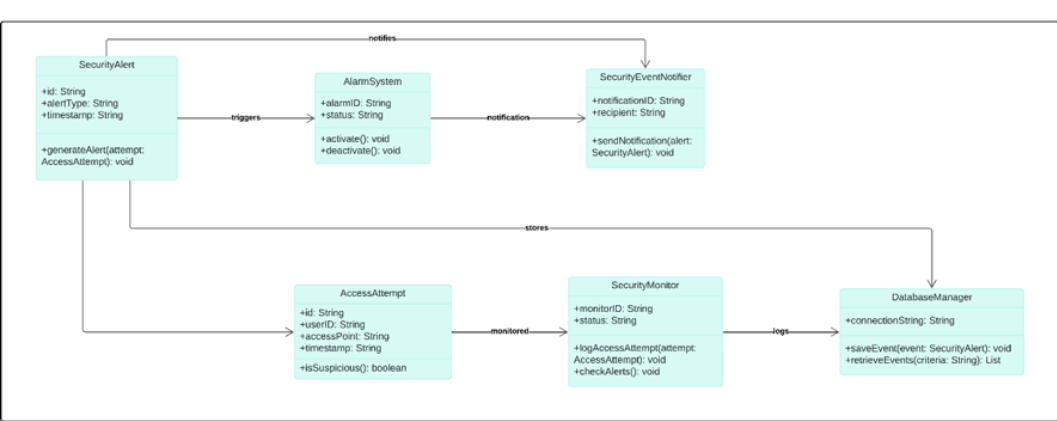 notifies
SecurityAlert
+id: String
+alertType: String
+timestamp: String
+generateAlert(attempt:
AccessAttempt): void
triggers
AlarmSystem
+alarmID: String
+status: String
+activate(): void
+deactivate(): void
notification
SecurityEventNotifier
+notificationID: String
+recipient: String
+sendNotification(alert:
SecurityAlert): void
stores
AccessAttempt
+id: String
+userID: String
+accessPoint: String
+timestamp: String
+isSuspicious(): boolean
monitored
SecurityMonitor
+monitorID: String
+status: String
+logAccessAttempt(attempt:
AccessAttempt): void
+checkAlerts(): void
logs
DatabaseManager
+connectionString: String
+saveEvent(event: SecurityAlert): void
+retrieveEvents(criteria: String): List